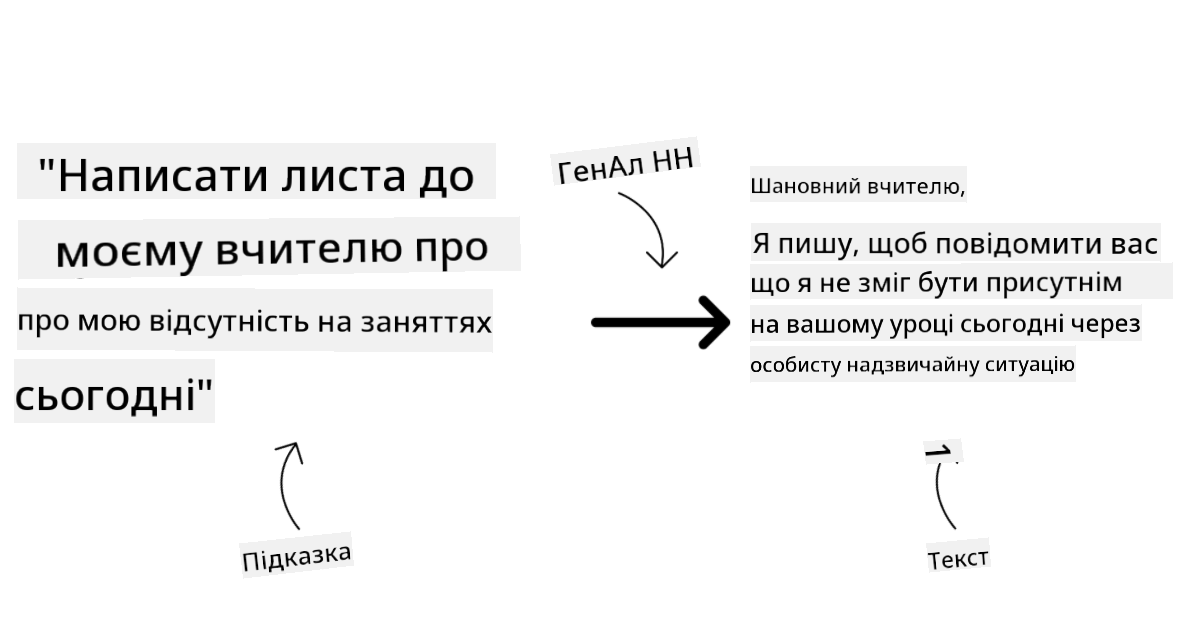 "Написати листа до
моєму вчителю про
про мою відсутність на заняттях
сьогодні"
Підказка
ГенАл НН
Шановний вчителю,
Я пишу, щоб повідомити вас
що я не зміг бути присутнім
на вашому уроці сьогодні через
особисту надзвичайну ситуацію
Текст